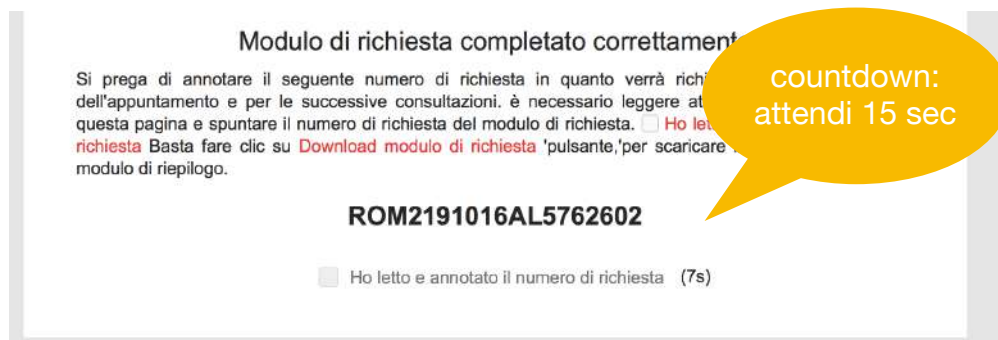 Modulo di richiesta completato correttament
Si prega di annotare il seguente numero di richiesta in quanto verrà
dell'appuntamento e per le successive consultazioni. è necessario leggere
questa pagina e spuntare il numero di richiesta del modulo di richiesta. Ho
richiesta Basta fare clic su Download modulo di richiesta 'pulsante,'per scaricare
modulo di riepilogo.
countdown:
attendi 15 sec
ROM2191016AL5762602
Ho letto e annotato il numero di richiesta (7s)